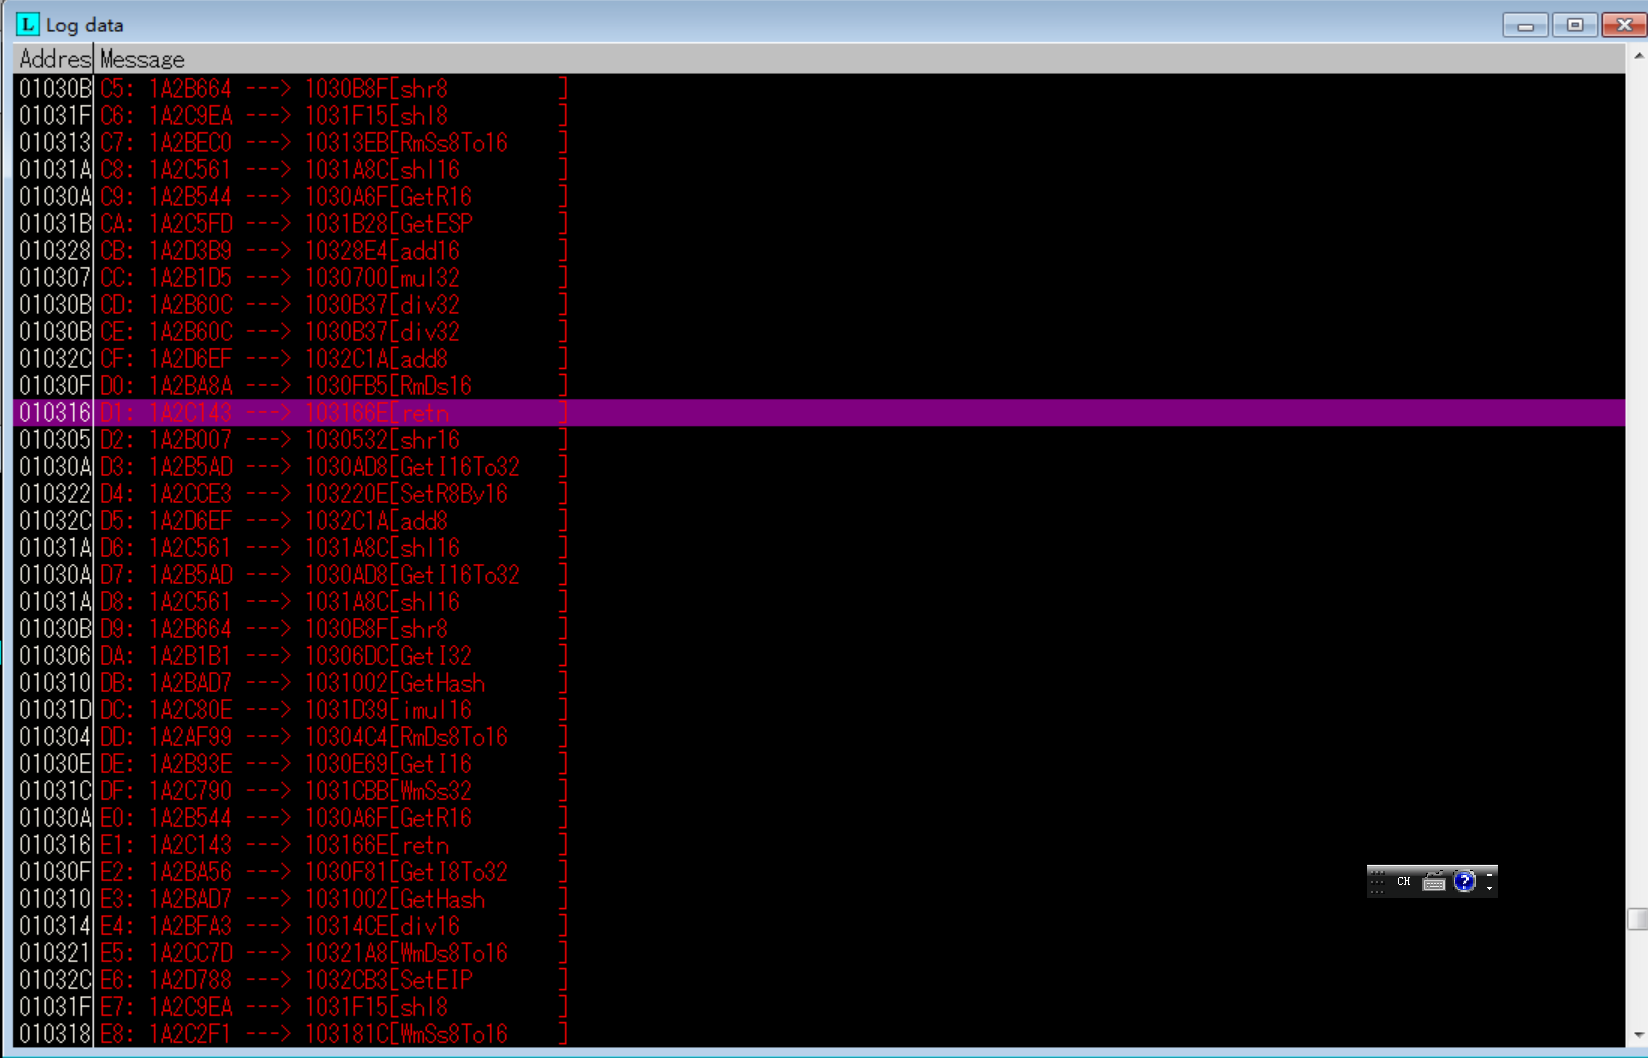 L Log data
Addres Message
01030B C5: 1A2B664 ---> 1030B8F[shr8 ]
01031F C6: 1A2C9EA ---> 1031F15[shl8 ]
010313 C7: 1A2BEC0 ---> 10313EB[RmSs8To16 ]
01031A C8: 1A2C561 ---> 1031A8C[shl16 ]
01030A C9: 1A2B544 ---> 1030A6F[GetR16 ]
01031B CA: 1A2C5FD ---> 1031B28[GetESP ]
010328 CB: 1A2D3B9 ---> 10328E4[add16 ]
010307 CC: 1A2B1D5 ---> 1030700[mul32 ]
01030B CD: 1A2B60C ---> 1030B37[div32 ]
01030B CE: 1A2B60C ---> 1030B37[div32 ]
01032C CF: 1A2D6EF ---> 1032C1A[add8 ]
01030F D0: 1A2BA8A ---> 1030FB5[RmDs16 ]
010316 D1: 1A2C143 ---> 103166E[retn ]
010305 D2: 1A2B007 ---> 1030532[shr16 ]
01030A D3: 1A2B5AD ---> 1030AD8[GetI16To32 ]
010322 D4: 1A2CCE3 ---> 103220E[SetR8By16 ]
01032C D5: 1A2D6EF ---> 1032C1A[add8 ]
01031A D6: 1A2C561 ---> 1031A8C[shl16 ]
01030A D7: 1A2B5AD ---> 1030AD8[GetI16To32 ]
01031A D8: 1A2C561 ---> 1031A8C[shl16 ]
01030B D9: 1A2B664 ---> 1030B8F[shr8 ]
010306 DA: 1A2B1B1 ---> 10306DC[GetI32 ]
010310 DB: 1A2BAD7 ---> 1031002[GetHash ]
01031D DC: 1A2C80E ---> 1031D39[imul16 ]
010304 DD: 1A2AF99 ---> 10304C4[RmDs8To16 ]
01030E DE: 1A2B93E ---> 1030E69[GetI16 ]
01031C DF: 1A2C790 ---> 1031CBB[WmSs32 ]
01030A E0: 1A2B544 ---> 1030A6F[GetR16 ]
010316 E1: 1A2C143 ---> 103166E[retn ]
01030F E2: 1A2BA56 ---> 1030F81[GetI8To32 ]
010310 E3: 1A2BAD7 ---> 1031002[GetHash ]
010314 E4: 1A2BFA3 ---> 10314CE[div16 ]
010321 E5: 1A2CC7D ---> 10321A8[WmDs8To16 ]
01032C E6: 1A2D788 ---> 1032CB3[SetEIP ]
01031F E7: 1A2C9EA ---> 1031F15[shl8 ]
010318 E8: 1A2C2F1 ---> 103181C[WmSs8To16 ]
CH